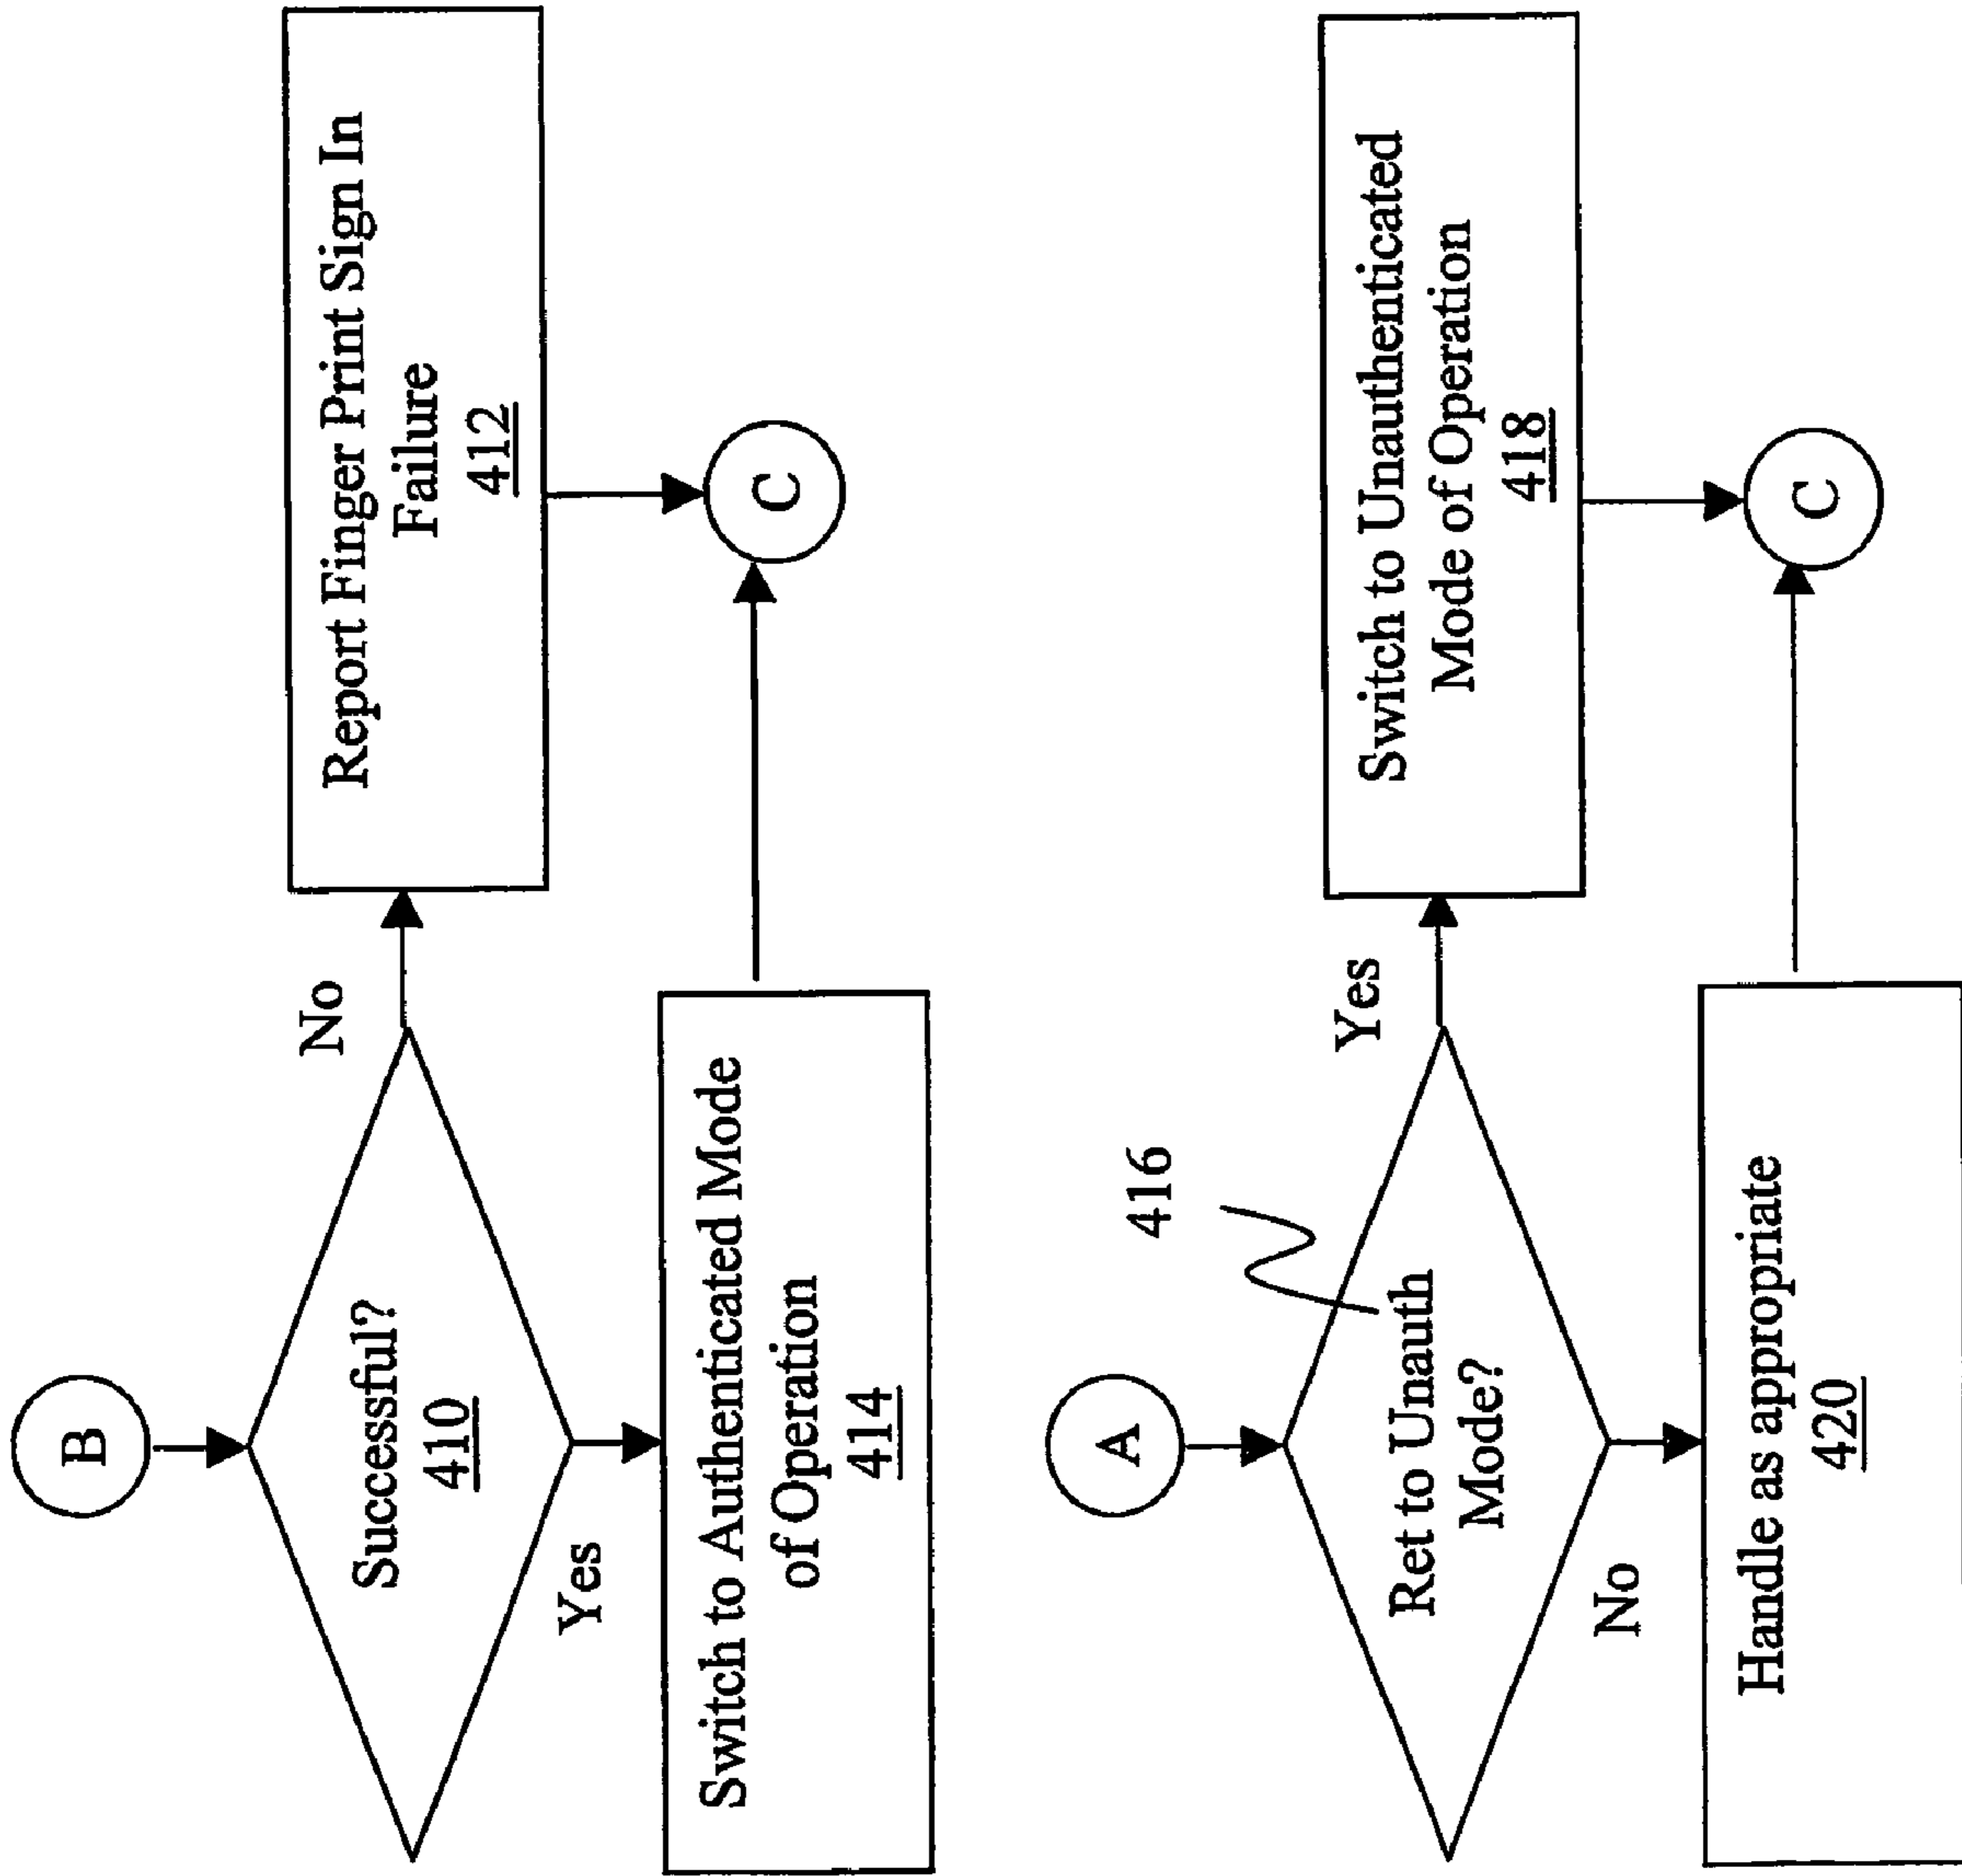 B
Successful?
410
No
Report Finger Print Sign In
Failure
412
Yes
Switch to Authenticated Mode
of Operation
414
C
A
416
Ret to Unauth
Mode?
Yes
Switch to Unauthenticated
Mode of Operation
418
No
Handle as appropriate
420
C